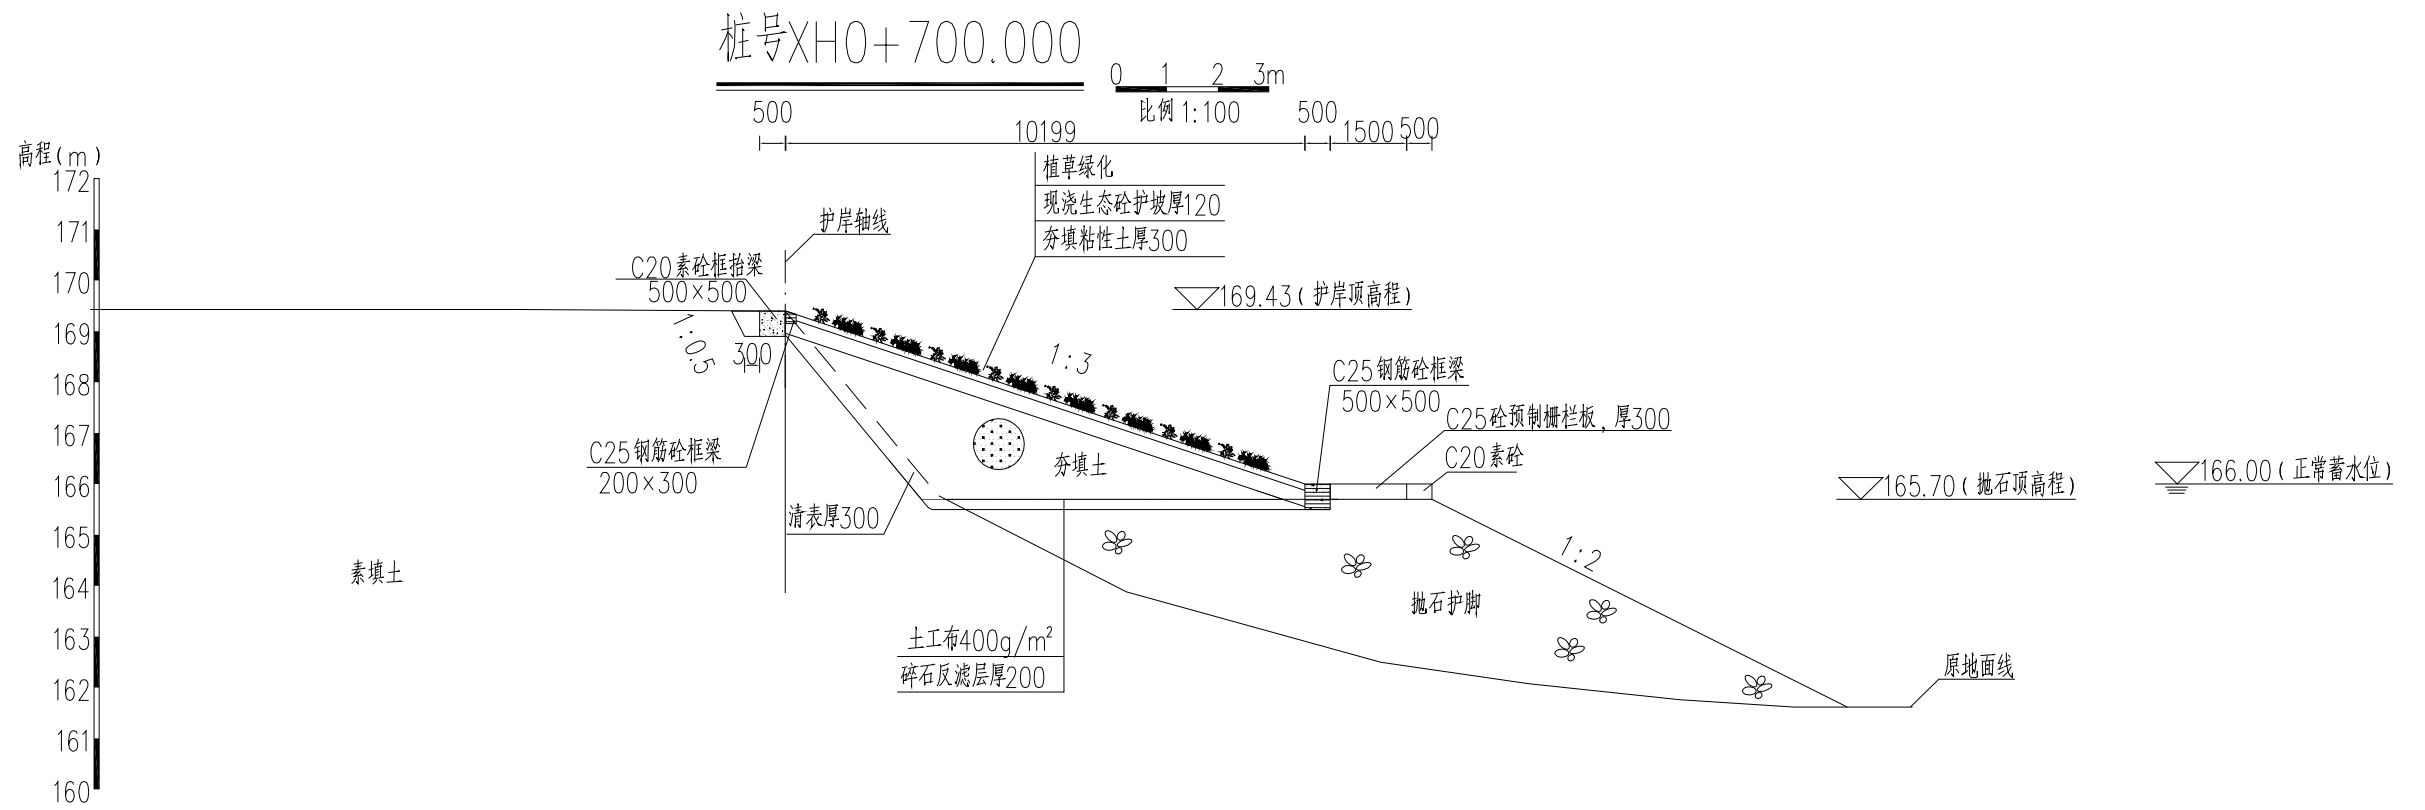 桩号XH0+700.000
0 1 2 3m
比例 1:100
500 10199 500 1500 500
高程(m)
172
171
170
169
168
167
166
165
164
163
162
161
160
植草绿化
现浇生态砼护坡厚120
夯填粘性土厚300
护岸轴线
C20素砼框抬梁
500×500
169.43(护岸顶高程)
1:0.5
300
1:3
C25钢筋砼框梁
500×500
C25砼预制栅栏板,厚300
C20素砼
C25钢筋砼框梁
200×300
夯填土
165.70(抛石顶高程)
166.00(正常蓄水位)
清表厚300
素填土
1:2
抛石护脚
土工布400g/m²
碎石反滤层厚200
原地面线